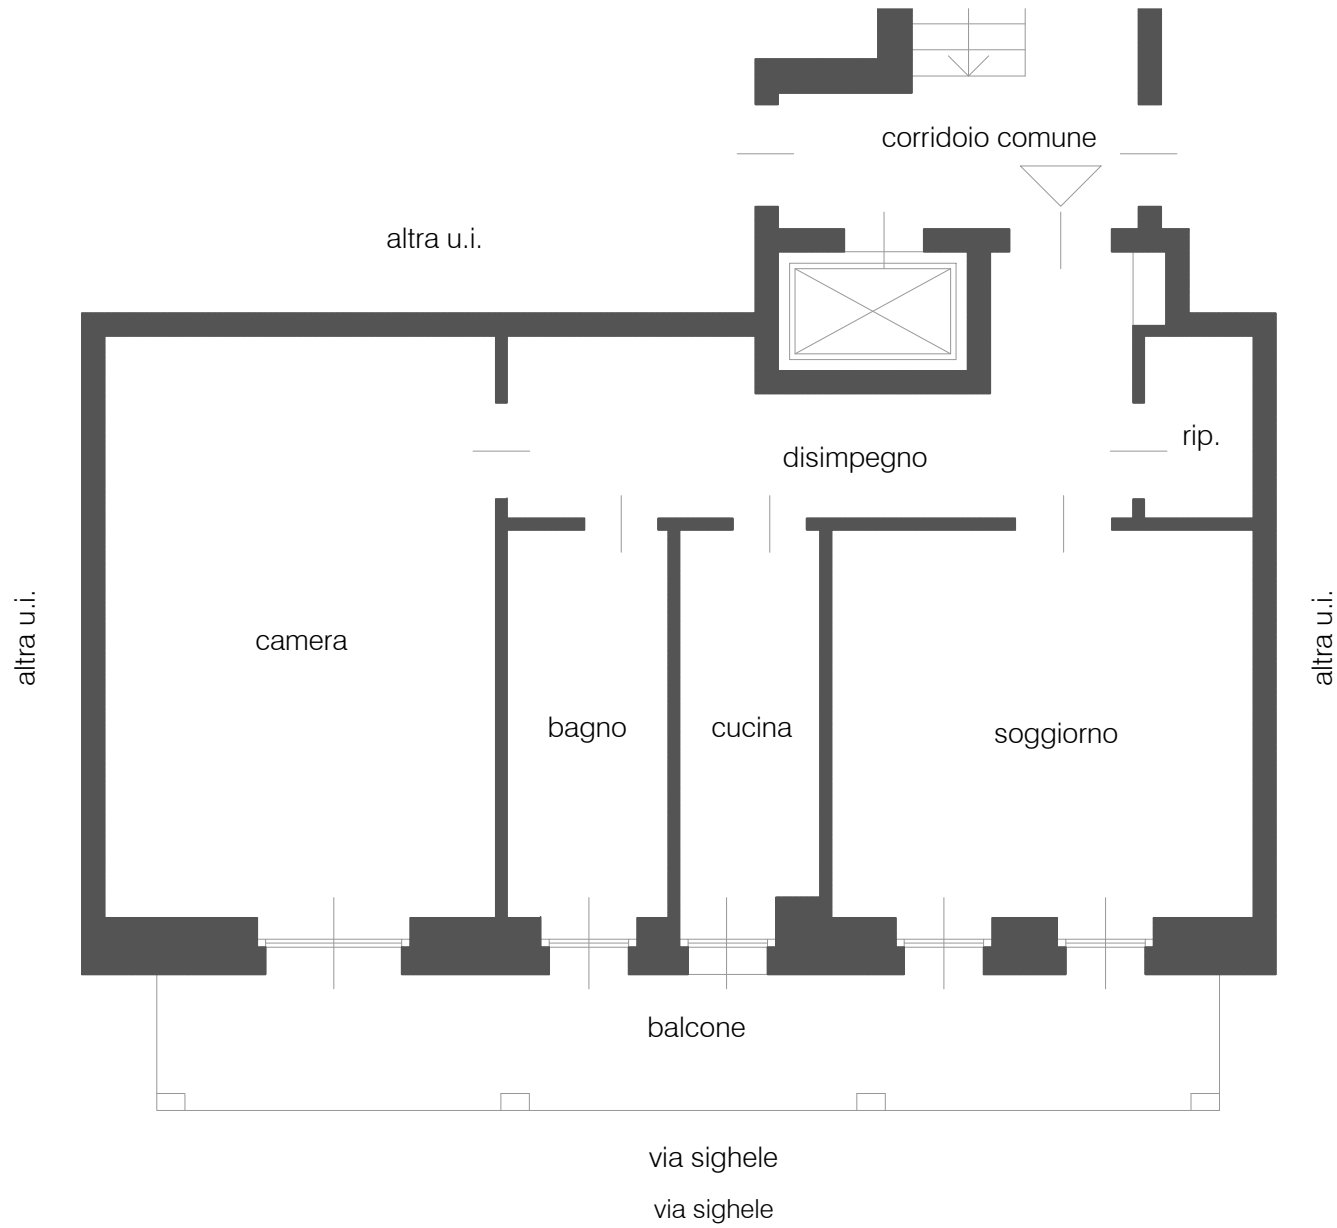 corridoio comune
altra u.i.
rip.
disimpegno
altra u.i.
altra u.i.
camera
bagno
cucina
soggiorno
balcone
via sighele
via sighele